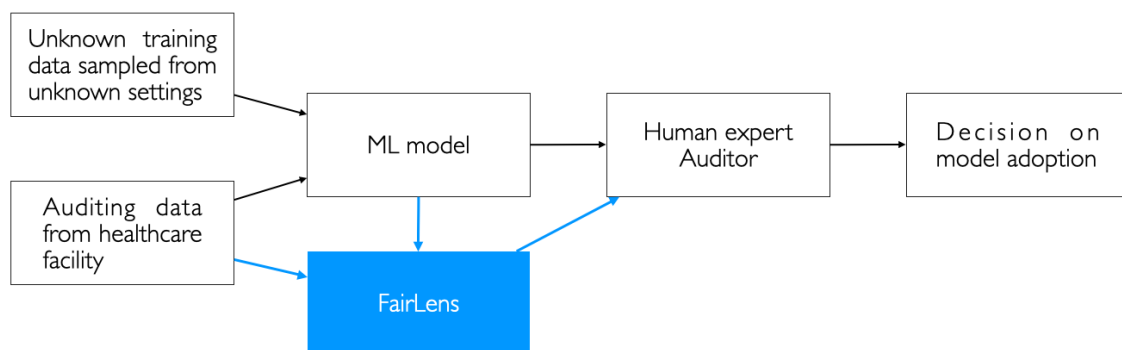 Unknown training
data sampled from
unknown settings
Auditing data
from healthcare
facility
ML model
FairLens
Human expert
Auditor
Decision on
model adoption